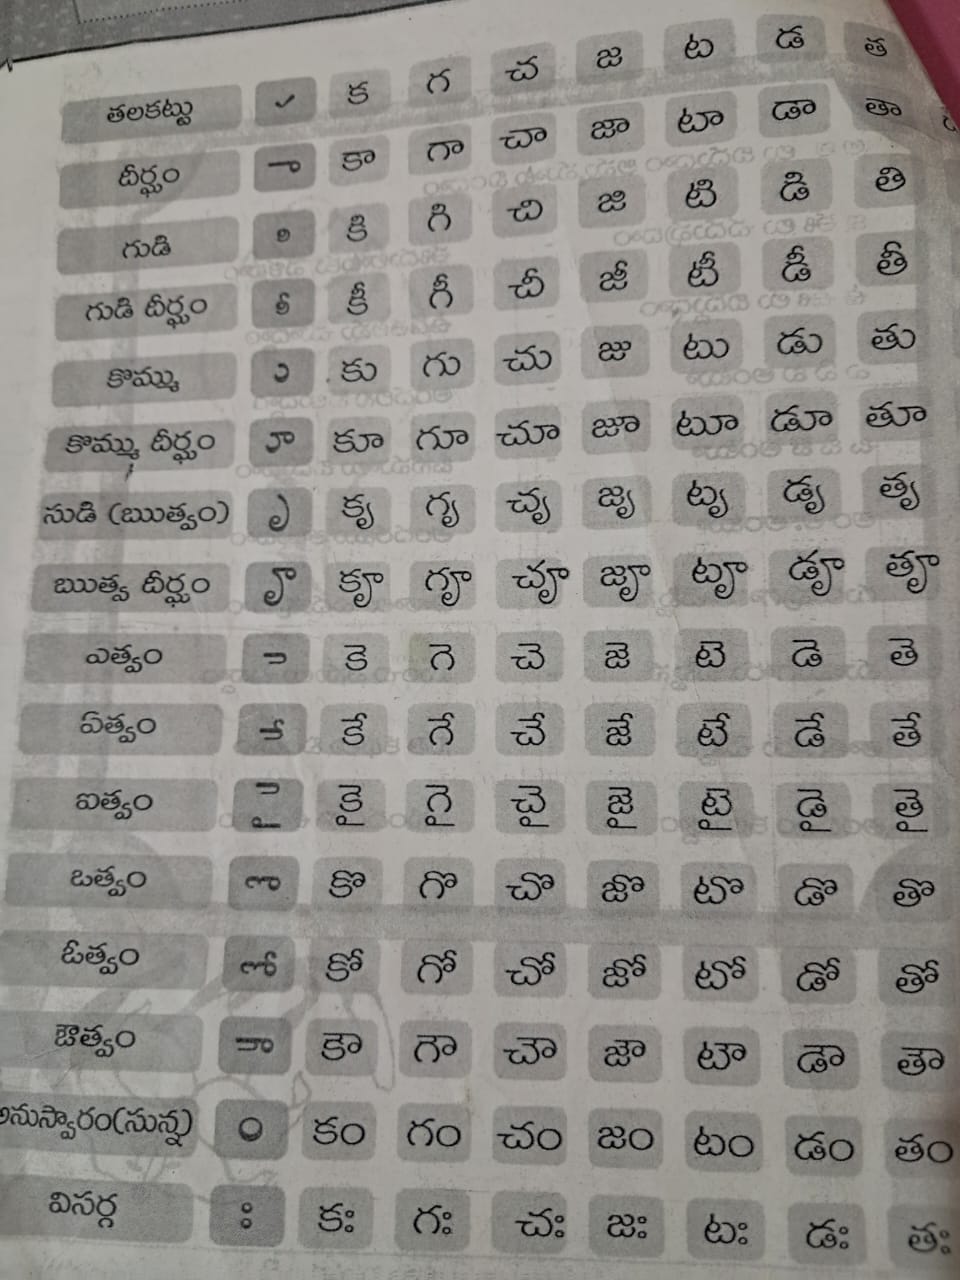 తలకట్టు ✓ క గ చ జ ట డ త
దీర్ఘం ా కా గా చా జా టా డా తా
గుడి ి కి గి చి జి టి డి తి
గుడి దీర్ఘం ీ కీ గీ చీ జీ టీ డీ తీ
కొమ్ము ు కు గు చు జు టు డు తు
కొమ్ము దీర్ఘం ూ కూ గూ చూ జూ టూ డూ తూ
సుడి (ఋత్వం) ృ కృ గృ చృ జృ టృ డృ తృ
ఋత్వ దీర్ఘం ౄ కౄ గౄ చౄ జౄ టౄ డౄ తౄ
ఎత్వం ె కె గె చె జె టె డె తె
ఏత్వం ే కే గే చే జే టే డే తే
ఐత్వం ై కై గై చై జై టై డై తై
ఒత్వం ొ కొ గొ చొ జొ టొ డొ తొ
ఓత్వం ో కో గో చో జో టో డో తో
ఔత్వం ౌ కౌ గౌ చౌ జౌ టౌ డౌ తౌ
అనుస్వారం(సున్న) ం కం గం చం జం టం డం తం
విసర్గ ః కః గః చః జః టః డః తః